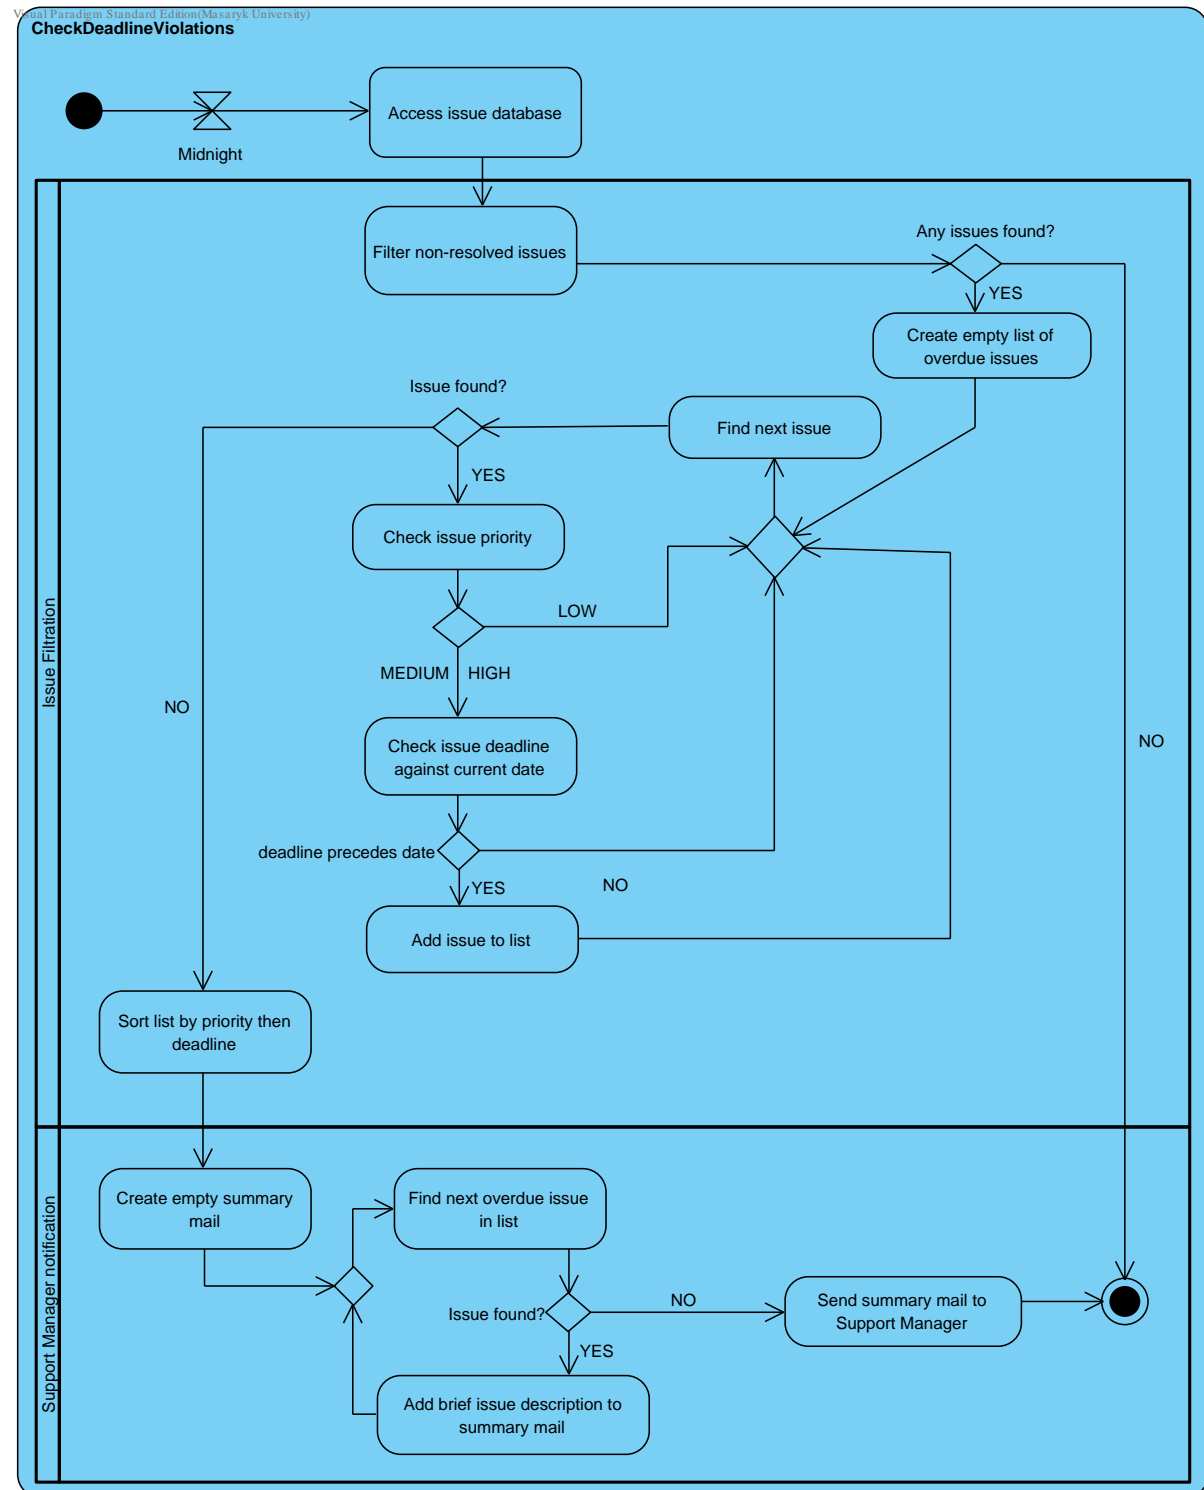 Visual Paradigm Standard Edition(Masaryk University)
CheckDeadlineViolations
Access issue database
Midnight
Issue Filtration
Filter non-resolved issues
Any issues found?
YES
Create empty list of
overdue issues
Issue found?
Find next issue
YES
Check issue priority
LOW
MEDIUM
HIGH
NO
Check issue deadline
against current date
NO
deadline precedes date
YES
NO
Add issue to list
Sort list by priority then
deadline
Support Manager notification
Create empty summary
mail
Find next overdue issue
in list
Issue found?
NO
Send summary mail to
Support Manager
YES
Add brief issue description to
summary mail